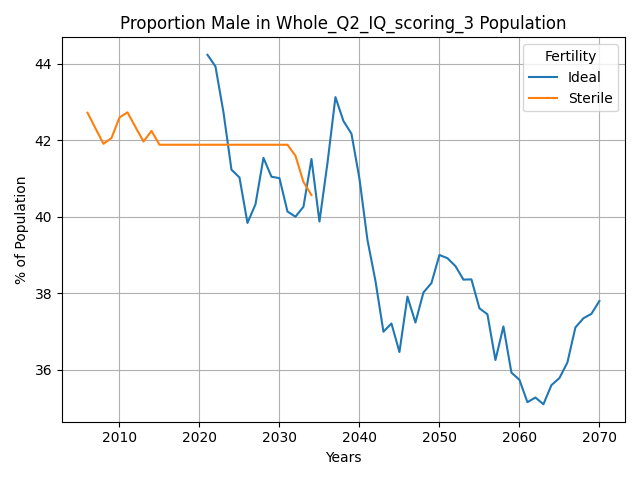 Proportion Male in Whole_Q2_IQ_scoring_3 Population
Fertility
Ideal
Sterile
% of Population
44
42
40
38
36
2010
2020
2030
2040
2050
2060
2070
Years